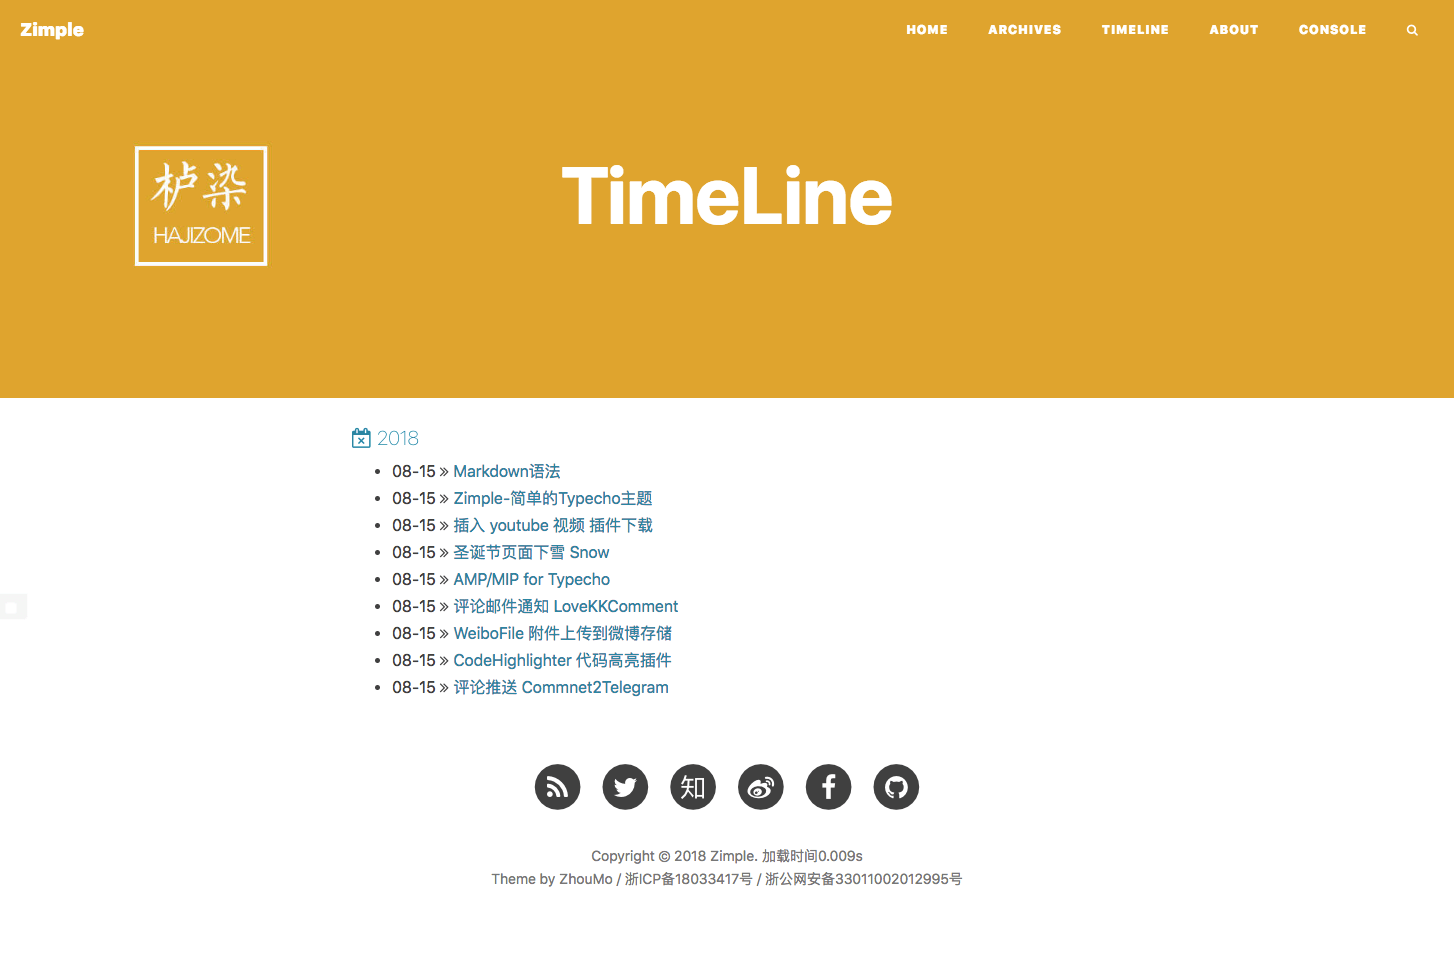 Zimple
HOME ARCHIVES TIMELINE ABOUT CONSOLE
栌染
HAJIZOME
TimeLine
2018
08-15 » Markdown语法
08-15 » Zimple-简单的Typecho主题
08-15 » 插入 youtube 视频 插件下载
08-15 » 圣诞节页面下雪 Snow
08-15 » AMP/MIP for Typecho
08-15 » 评论邮件通知 LoveKKComment
08-15 » WeiboFile 附件上传到微博存储
08-15 » CodeHighlighter 代码高亮插件
08-15 » 评论推送 Commnet2Telegram
知
Copyright © 2018 Zimple. 加载时间0.009s
Theme by ZhouMo / 浙ICP备18033417号 / 浙公网安备33011002012995号